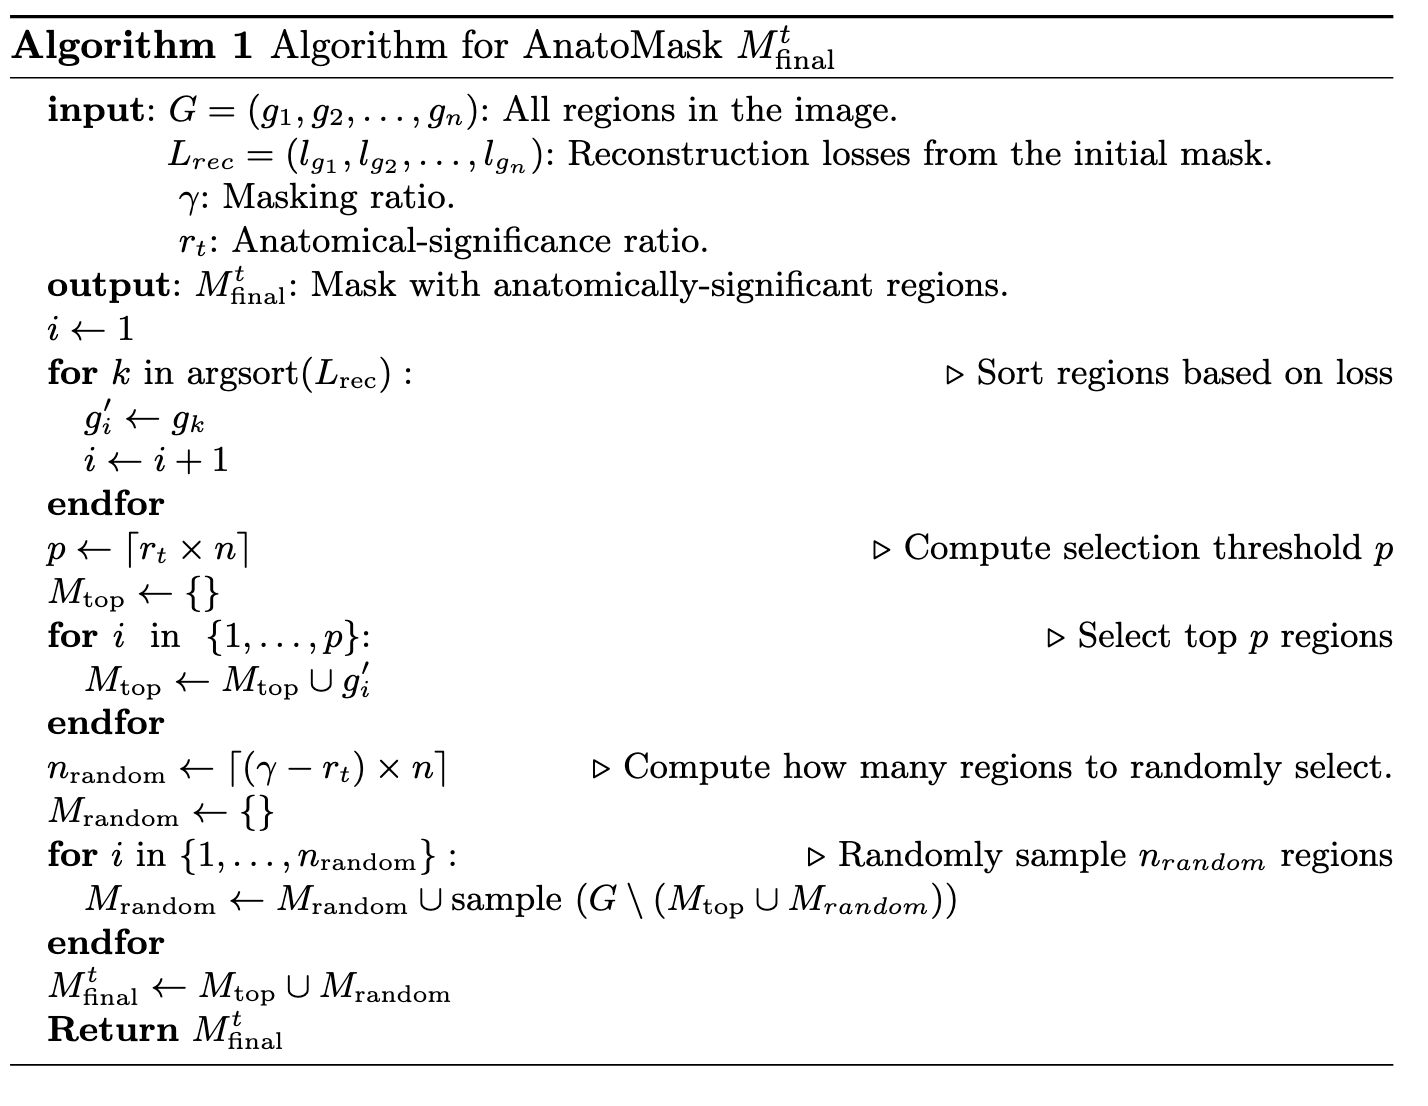 Algorithm 1 Algorithm for AnatoMask $M^t_{\text{final}}$
input: $G = (g_1, g_2, \ldots, g_n)$: All regions in the image.
$L_{rec} = (l_{g_1}, l_{g_2}, \ldots, l_{g_n})$: Reconstruction losses from the initial mask.
$\gamma$: Masking ratio.
$r_t$: Anatomical-significance ratio.
output: $M^t_{\text{final}}$: Mask with anatomically-significant regions.
$i \leftarrow 1$
for $k$ in argsort($L_{\text{rec}}$) : ▷ Sort regions based on loss
$g'_i \leftarrow g_k$
$i \leftarrow i + 1$
endfor
$p \leftarrow \lceil r_t \times n \rceil$ ▷ Compute selection threshold $p$
$M_{\text{top}} \leftarrow \{\}$
for $i$ in $\{1, \ldots, p\}$: ▷ Select top $p$ regions
$M_{\text{top}} \leftarrow M_{\text{top}} \cup g'_i$
endfor
$n_{\text{random}} \leftarrow \lceil (\gamma - r_t) \times n \rceil$ ▷ Compute how many regions to randomly select.
$M_{\text{random}} \leftarrow \{\}$
for $i$ in $\{1, \ldots, n_{\text{random}}\}$ : ▷ Randomly sample $n_{random}$ regions
$M_{\text{random}} \leftarrow M_{\text{random}} \cup \text{sample } (G \setminus (M_{\text{top}} \cup M_{random}))$
endfor
$M^t_{\text{final}} \leftarrow M_{\text{top}} \cup M_{\text{random}}$
Return $M^t_{\text{final}}$